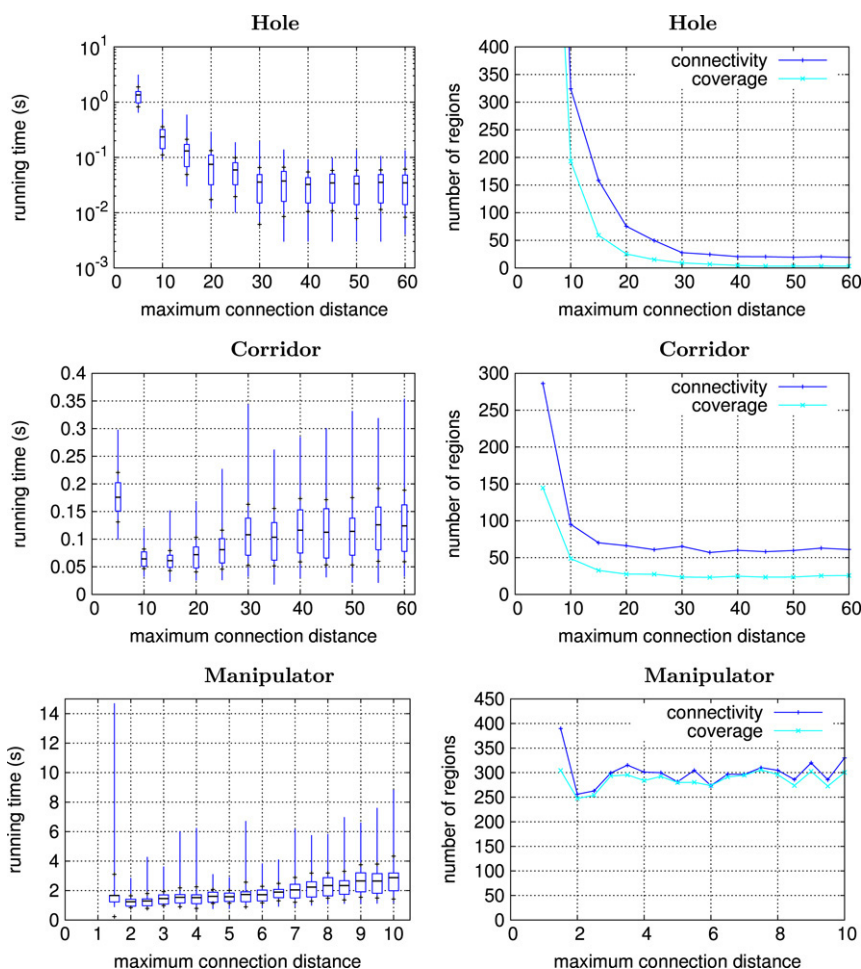 Hole
10^1
10^0
10^-1
10^-2
10^-3
running time (s)
0 10 20 30 40 50 60
maximum connection distance
Hole
400
350
300
250
200
150
100
50
0
number of regions
connectivity
coverage
0 10 20 30 40 50 60
maximum connection distance
Corridor
0.4
0.35
0.3
0.25
0.2
0.15
0.1
0.05
0
running time (s)
0 10 20 30 40 50 60
maximum connection distance
Corridor
300
250
200
150
100
50
0
number of regions
connectivity
coverage
0 10 20 30 40 50 60
maximum connection distance
Manipulator
14
12
10
8
6
4
2
0
running time (s)
0 1 2 3 4 5 6 7 8 9 10
maximum connection distance
Manipulator
450
400
350
300
250
200
150
100
50
0
number of regions
connectivity
coverage
0 2 4 6 8 10
maximum connection distance